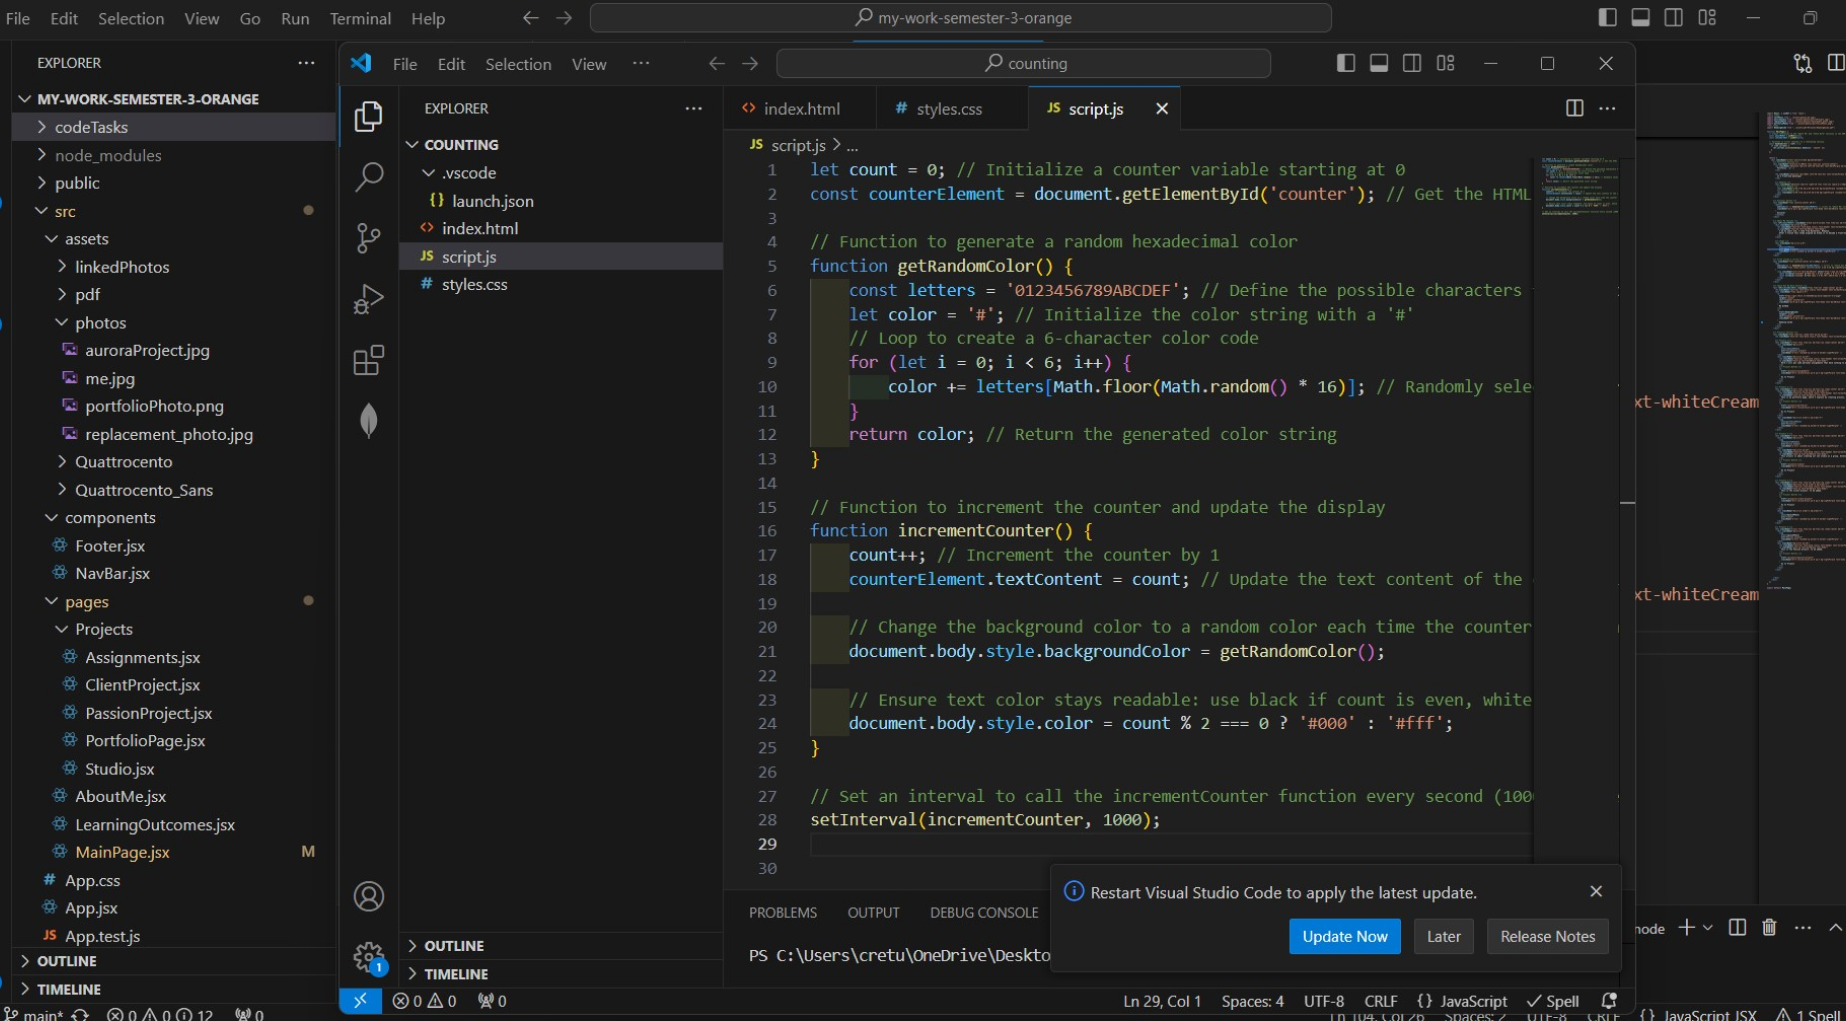 File Edit Selection View Go Run Terminal Help
my-work-semester-3-orange
EXPLORER
MY-WORK-SEMESTER-3-ORANGE
codeTasks
node_modules
public
src
assets
linkedPhotos
pdf
photos
auroraProject.jpg
me.jpg
portfolioPhoto.png
replacement_photo.jpg
Quattrocento
Quattrocento_Sans
components
Footer.jsx
NavBar.jsx
pages
Projects
Assignments.jsx
ClientProject.jsx
PassionProject.jsx
PortfolioPage.jsx
Studio.jsx
AboutMe.jsx
LearningOutcomes.jsx
MainPage.jsx M
# App.css
App.jsx
JS App.test.js
OUTLINE
TIMELINE
main* 0 0 12 0
File Edit Selection View ...
counting
EXPLORER
COUNTING
.vscode
{} launch.json
<> index.html
JS script.js
# styles.css
OUTLINE
TIMELINE
1
<> index.html # styles.css JS script.js
JS script.js > ...
1 let count = 0; // Initialize a counter variable starting at 0
2 const counterElement = document.getElementById('counter'); // Get the HTML
3
4 // Function to generate a random hexadecimal color
5 function getRandomColor() {
6 const letters = '0123456789ABCDEF'; // Define the possible characters
7 let color = '#'; // Initialize the color string with a '#'
8 // Loop to create a 6-character color code
9 for (let i = 0; i < 6; i++) {
10 color += letters[Math.floor(Math.random() * 16)]; // Randomly sele
11 }
12 return color; // Return the generated color string
13 }
14
15 // Function to increment the counter and update the display
16 function incrementCounter() {
17 count++; // Increment the counter by 1
18 counterElement.textContent = count; // Update the text content of the
19
20 // Change the background color to a random color each time the counter
21 document.body.style.backgroundColor = getRandomColor();
22
23 // Ensure text color stays readable: use black if count is even, white
24 document.body.style.color = count % 2 === 0 ? '#000' : '#fff';
25 }
26
27 // Set an interval to call the incrementCounter function every second (100
28 setInterval(incrementCounter, 1000);
29
30
PROBLEMS OUTPUT DEBUG CONSOLE
PS C:\Users\cretu\OneDrive\Deskto
Restart Visual Studio Code to apply the latest update.
Update Now Later Release Notes
0 0 0
Ln 29, Col 1 Spaces: 4 UTF-8 CRLF {} JavaScript Spell
xt-whiteCream
xt-whiteCream
node
Ln 104, Col 26 Spaces: 2 UTF-8 CRLF {} JavaScript JSX 1 Spell